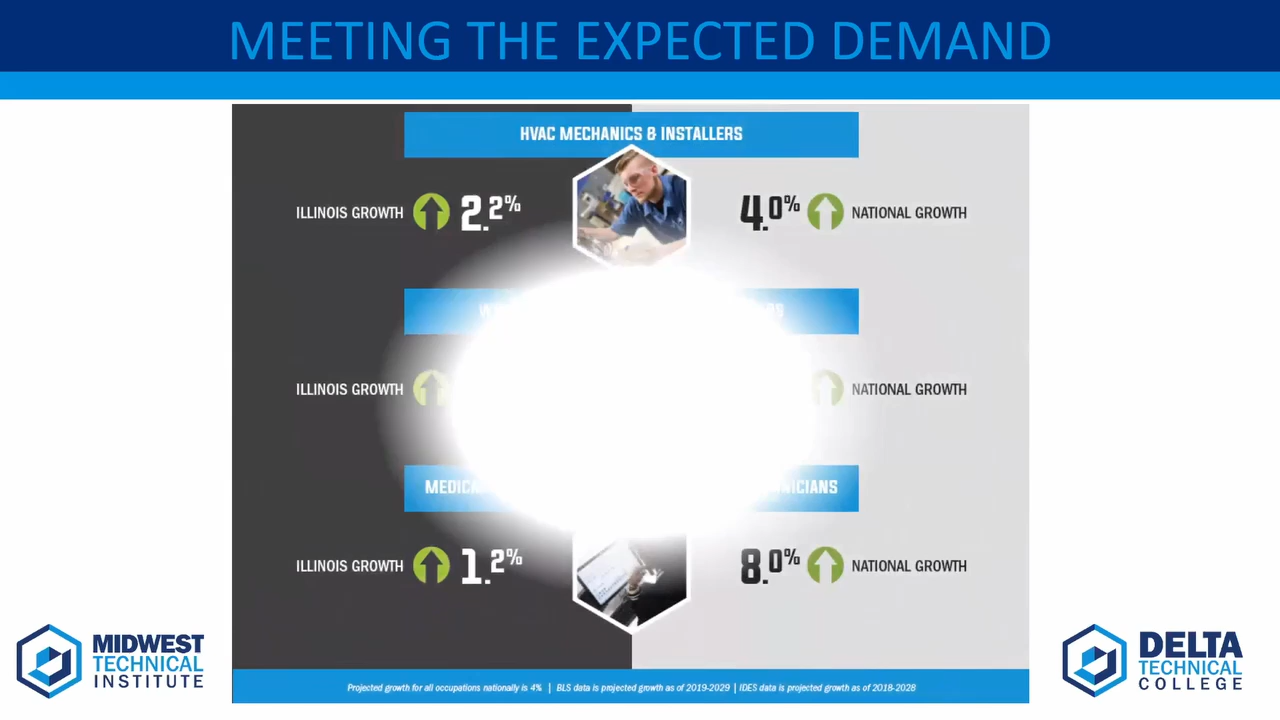 MEETING THE EXPECTED DEMAND
HVAC MECHANICS & INSTALLERS
ILLINOIS GROWTH 2.2% 4.0% NATIONAL GROWTH
ILLINOIS GROWTH NATIONAL GROWTH
ILLINOIS GROWTH 1.2% 8.0% NATIONAL GROWTH
MIDWEST
TECHNICAL
INSTITUTE
DELTA
TECHNICAL
COLLEGE
Projected growth for all occupations nationally is 4% | BLS data is projected growth as of 2019-2029 | IDES data is projected growth as of 2018-2028